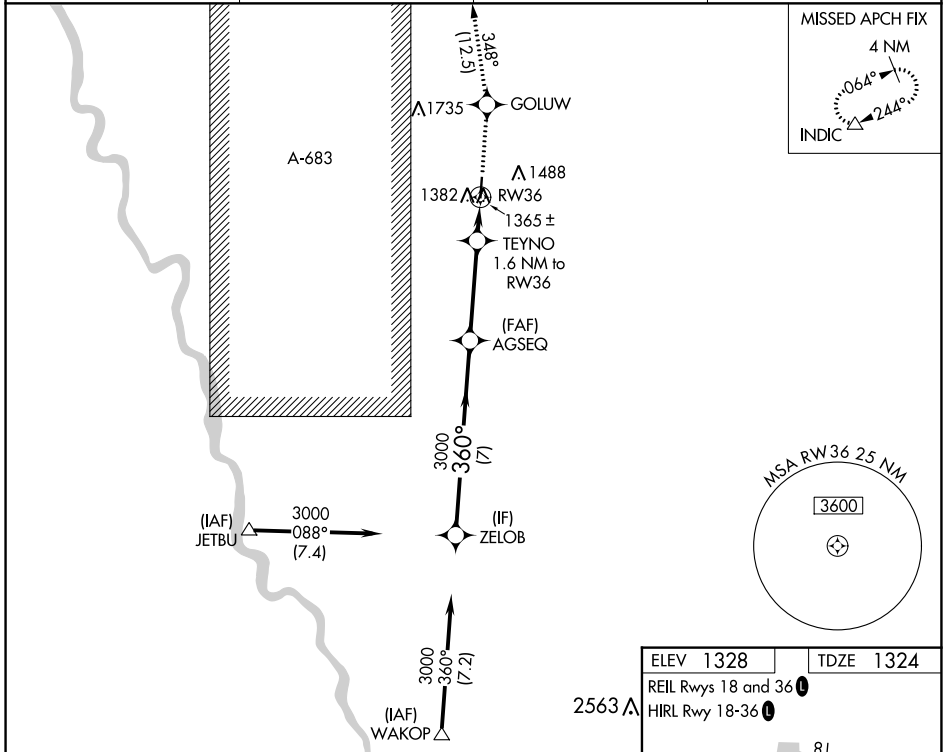 MISSED APCH FIX
4 NM
064°
244°
INDIC
348°
(12.5)
1735
GOLUW
A-683
1488
1382
RW36
1365 ±
TEYNO
1.6 NM to
RW36
(FAF)
AGSEQ
3000
360°
(7)
MSA RW36 25 NM
3600
(IAF)
JETBU
3000
088°
(7.4)
(IF)
ZELOB
3000
360°
(7.2)
(IAF)
WAKOP
2563
ELEV 1328
TDZE 1324
REIL Rwys 18 and 36 L
HIRL Rwy 18-36 L